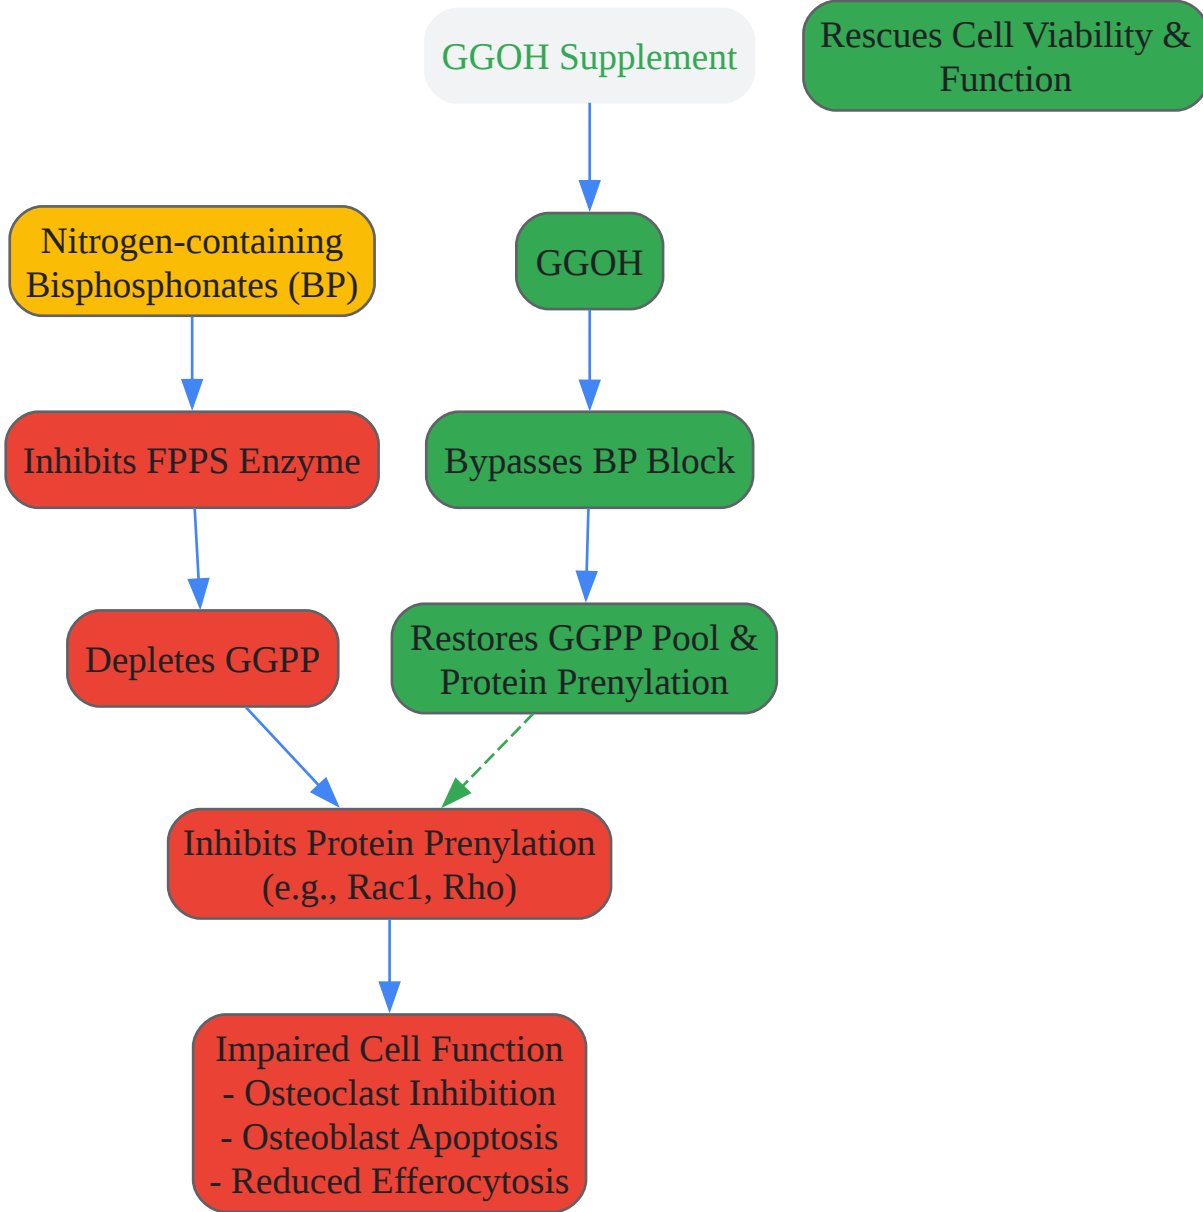 GGOH Supplement
Rescues Cell Viability &
Function
Nitrogen-containing
Bisphosphonates (BP)
GGOH
Inhibits FPPS Enzyme
Bypasses BP Block
Depletes GGPP
Restores GGPP Pool &
Protein Prenylation
Inhibits Protein Prenylation
(e.g., Rac1, Rho)
Impaired Cell Function
- Osteoclast Inhibition
- Osteoblast Apoptosis
- Reduced Efferocytosis